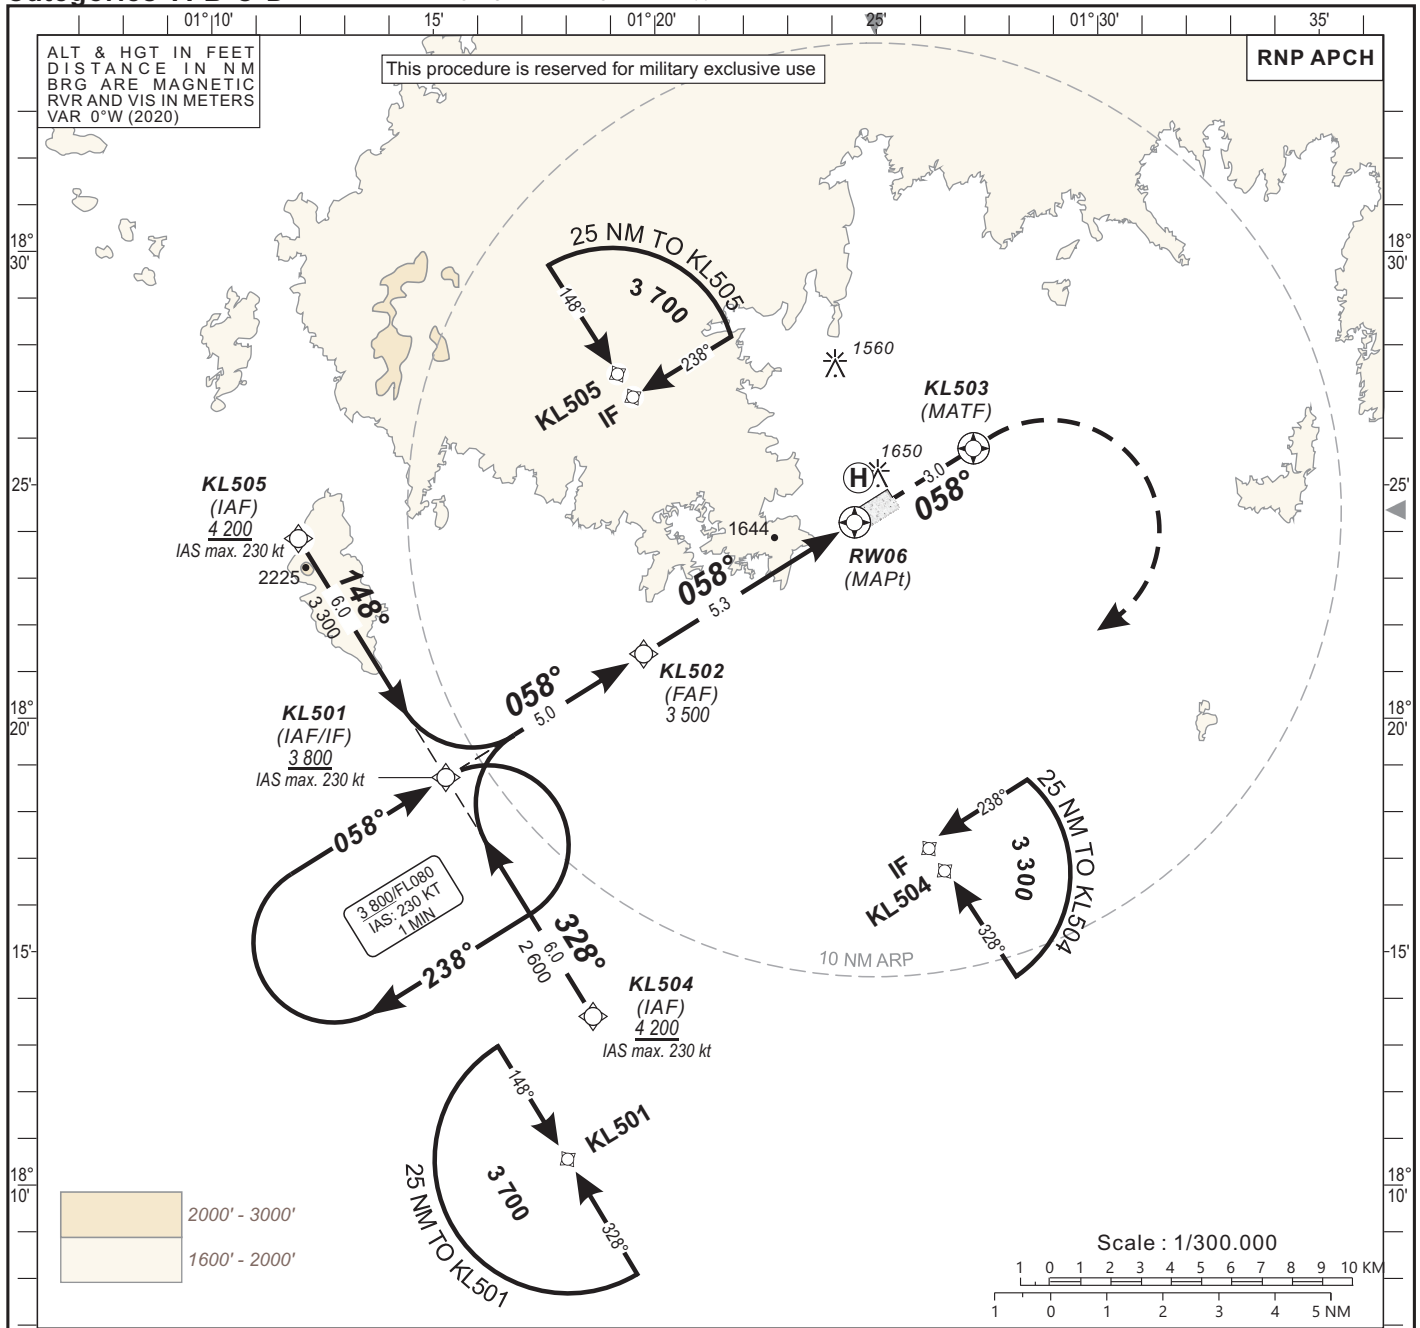 01°10'
15'
01°20'
25'
01°30'
35'
ALT & HGT IN FEET
DISTANCE IN NM
BRG ARE MAGNETIC
RVR AND VIS IN METERS
VAR 0°W (2020)
This procedure is reserved for military exclusive use
RNP APCH
18°
30'
18°
30'
25 NM TO KL505
3 700
148°
238°
KL505
IF
1560
KL503
(MATF)
1650
H
3.0
058°
25'
25'
KL505
(IAF)
4 200
IAS max. 230 kt
2225
148°
6.0
3 300
1644
RW06
(MAPt)
058°
5.3
KL502
(FAF)
3 500
058°
5.0
18°
20'
18°
20'
KL501
(IAF/IF)
3 800
IAS max. 230 kt
058°
3 800/FL080
IAS: 230 KT
1 MIN
238°
328°
6.0
2 600
KL504
(IAF)
4 200
IAS max. 230 kt
25 NM TO KL504
3 300
238°
328°
IF
KL504
15'
15'
10 NM ARP
148°
KL501
3 700
328°
25 NM TO KL501
18°
10'
18°
10'
2000' - 3000'
1600' - 2000'
Scale : 1/300.000
1 0 1 2 3 4 5 6 7 8 9 10 KM
1 0 1 2 3 4 5 NM